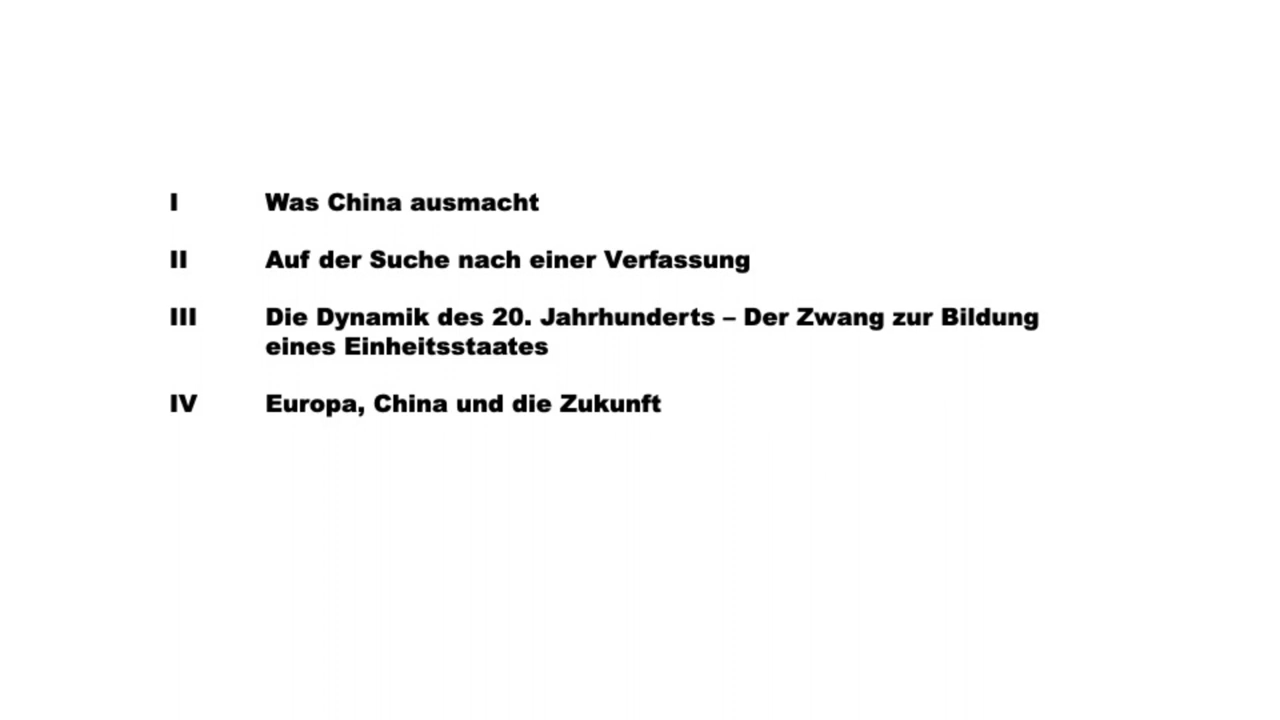 I Was China ausmacht
II Auf der Suche nach einer Verfassung
III Die Dynamik des 20. Jahrhunderts – Der Zwang zur Bildung
eines Einheitsstaates
IV Europa, China und die Zukunft